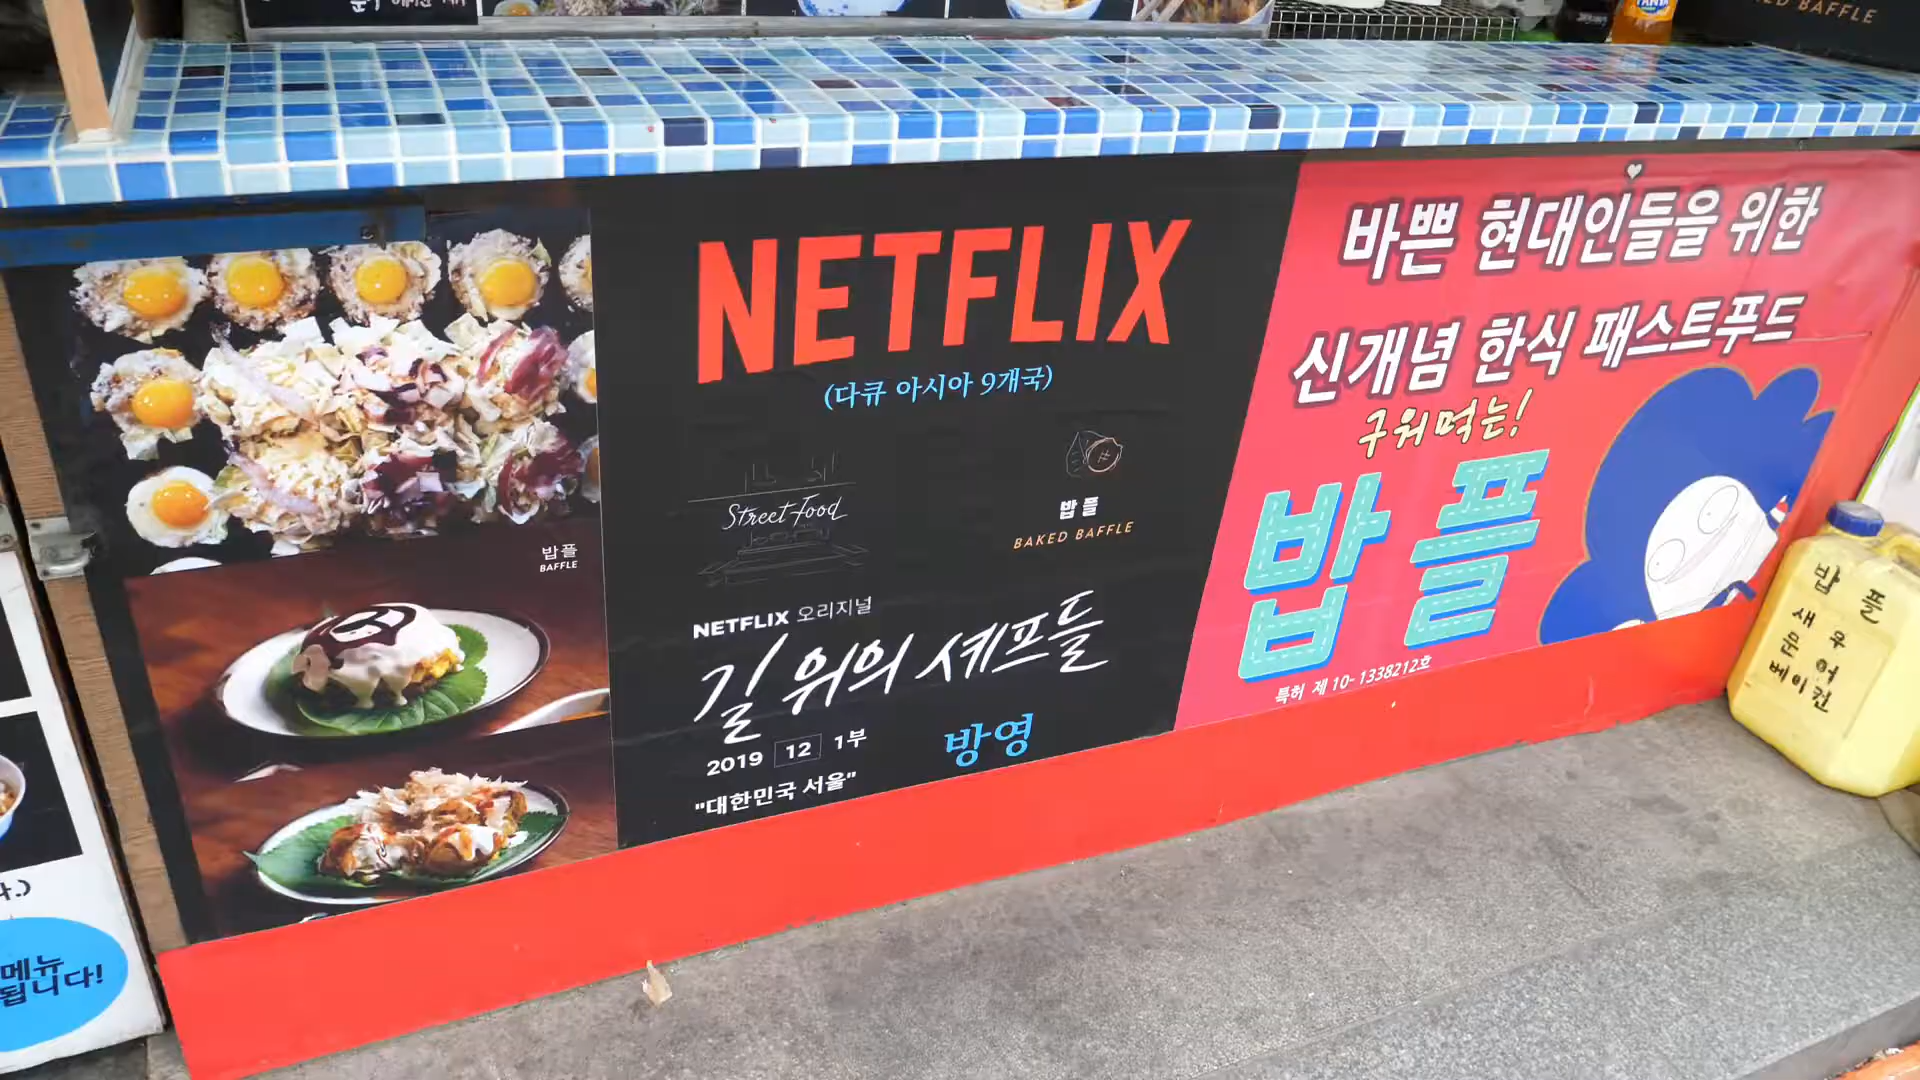 BAKED BAFFLE
NETFLIX
(다큐 아시아 9개국)
Street Food
밥플
BAKED BAFFLE
NETFLIX 오리지널
길 위의 셰프들
2019 12 1부
방영
"대한민국 서울"
밥플
BAFFLE
바쁜 현대인들을 위한
신개념 한식 패스트푸드
구워먹는!
밥플
특허 제 10-1338212호
밥플
새우
문어
베이컨
메뉴
됩니다!